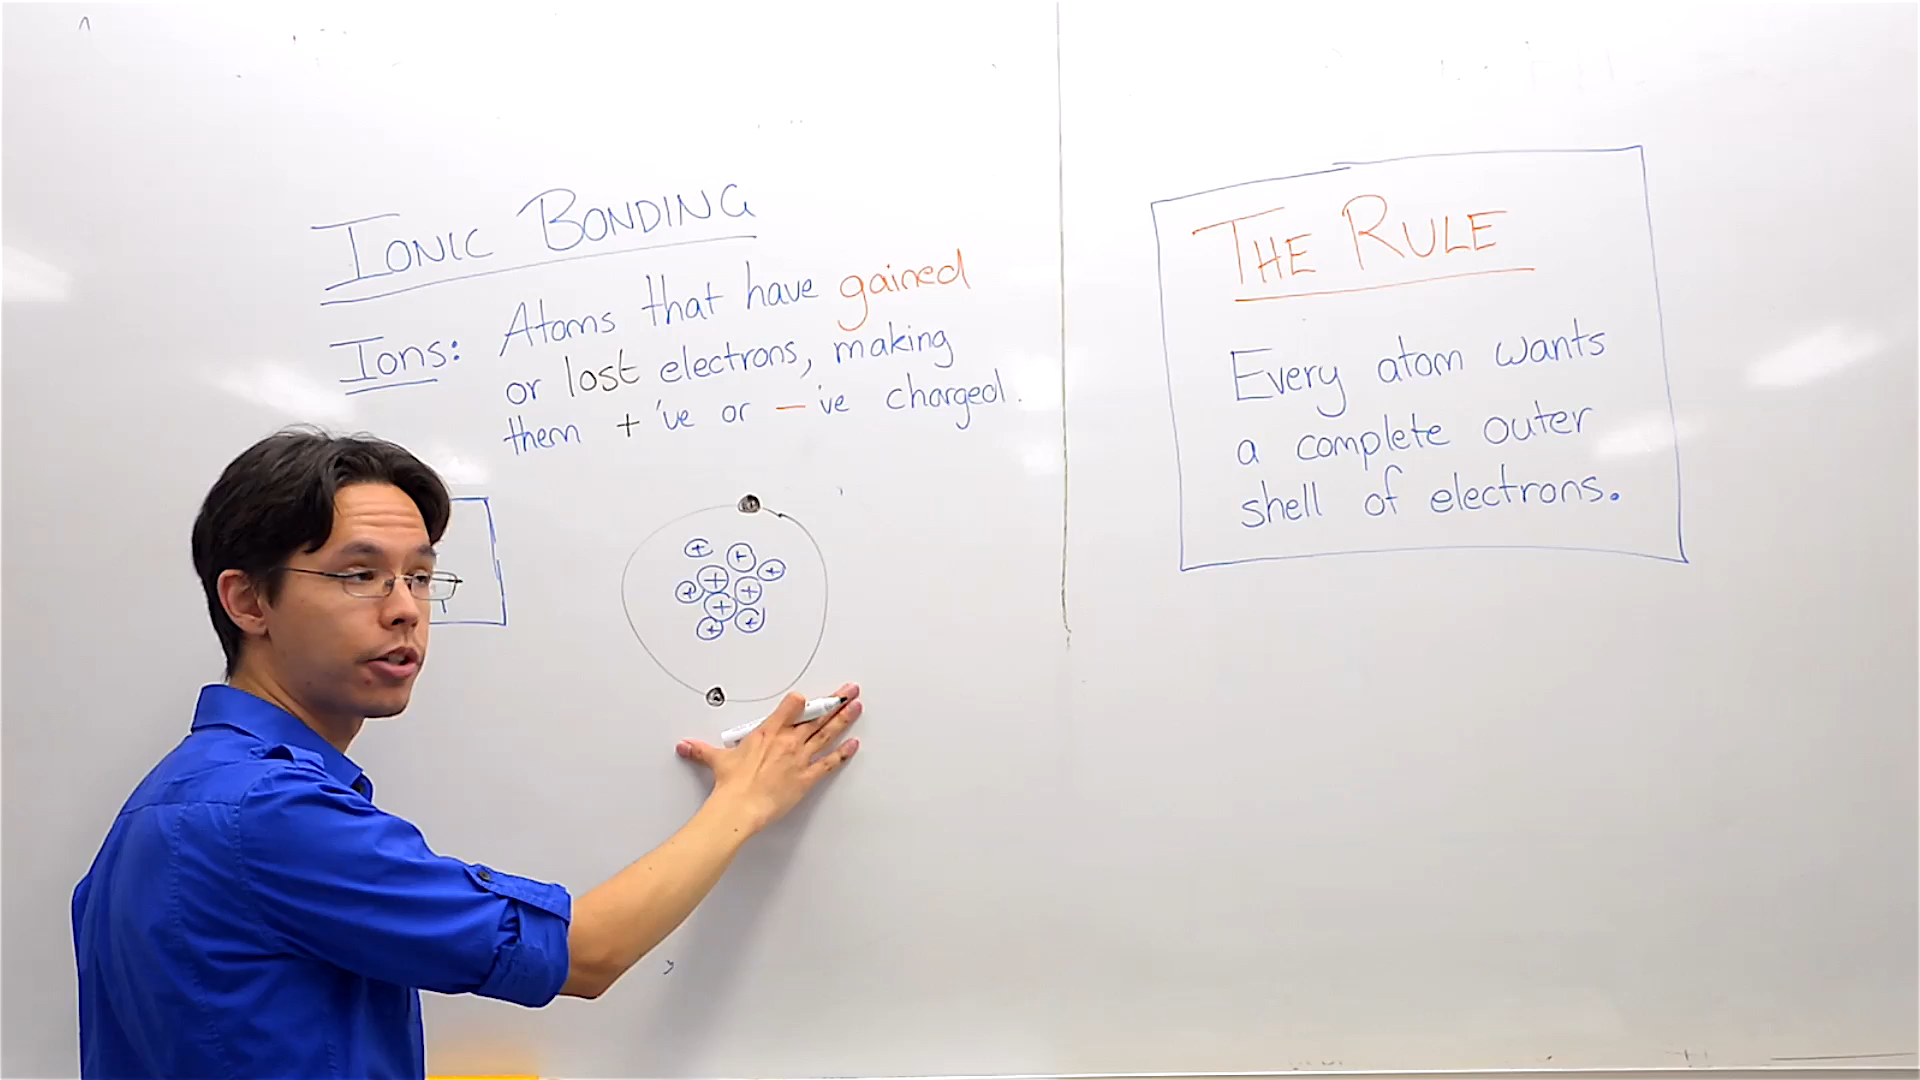 IONIC BONDING
Ions: Atoms that have gained
or lost electrons, making
them +'ve or -'ve charged.
+ +
+ +
+ +
+
+ +
THE RULE
Every atom wants
a complete outer
shell of electrons.